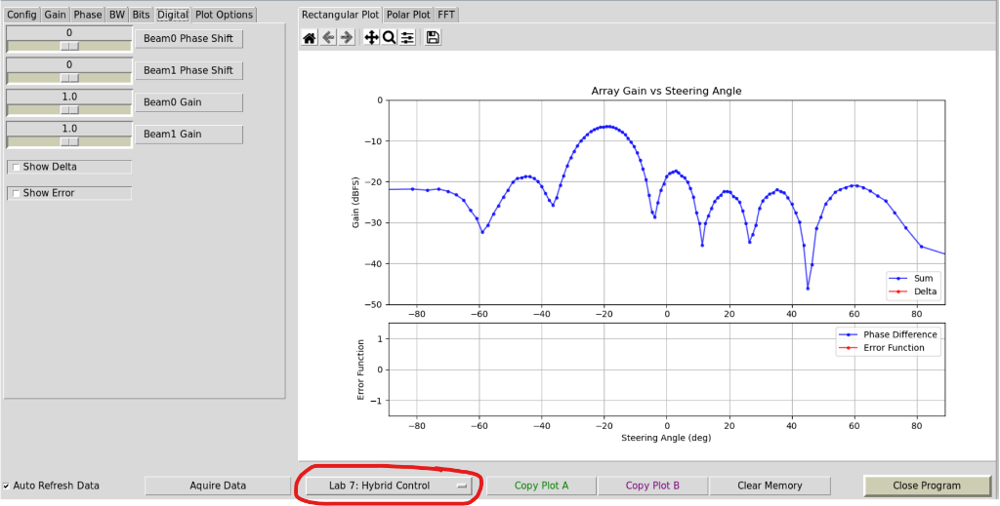 Config Gain Phase BW Bits Digital Plot Options
0
Beam0 Phase Shift
0
Beam1 Phase Shift
1.0
Beam0 Gain
1.0
Beam1 Gain
Show Delta
Show Error
Rectangular Plot Polar Plot FFT
Array Gain vs Steering Angle
Gain (dBFS)
0
−10
−20
−30
−40
−50
−80 −60 −40 −20 0 20 40 60 80
Sum
Delta
Error Function
1
0
−1
−80 −60 −40 −20 0 20 40 60 80
Steering Angle (deg)
Phase Difference
Error Function
Auto Refresh Data Aquire Data Lab 7: Hybrid Control Copy Plot A Copy Plot B Clear Memory Close Program